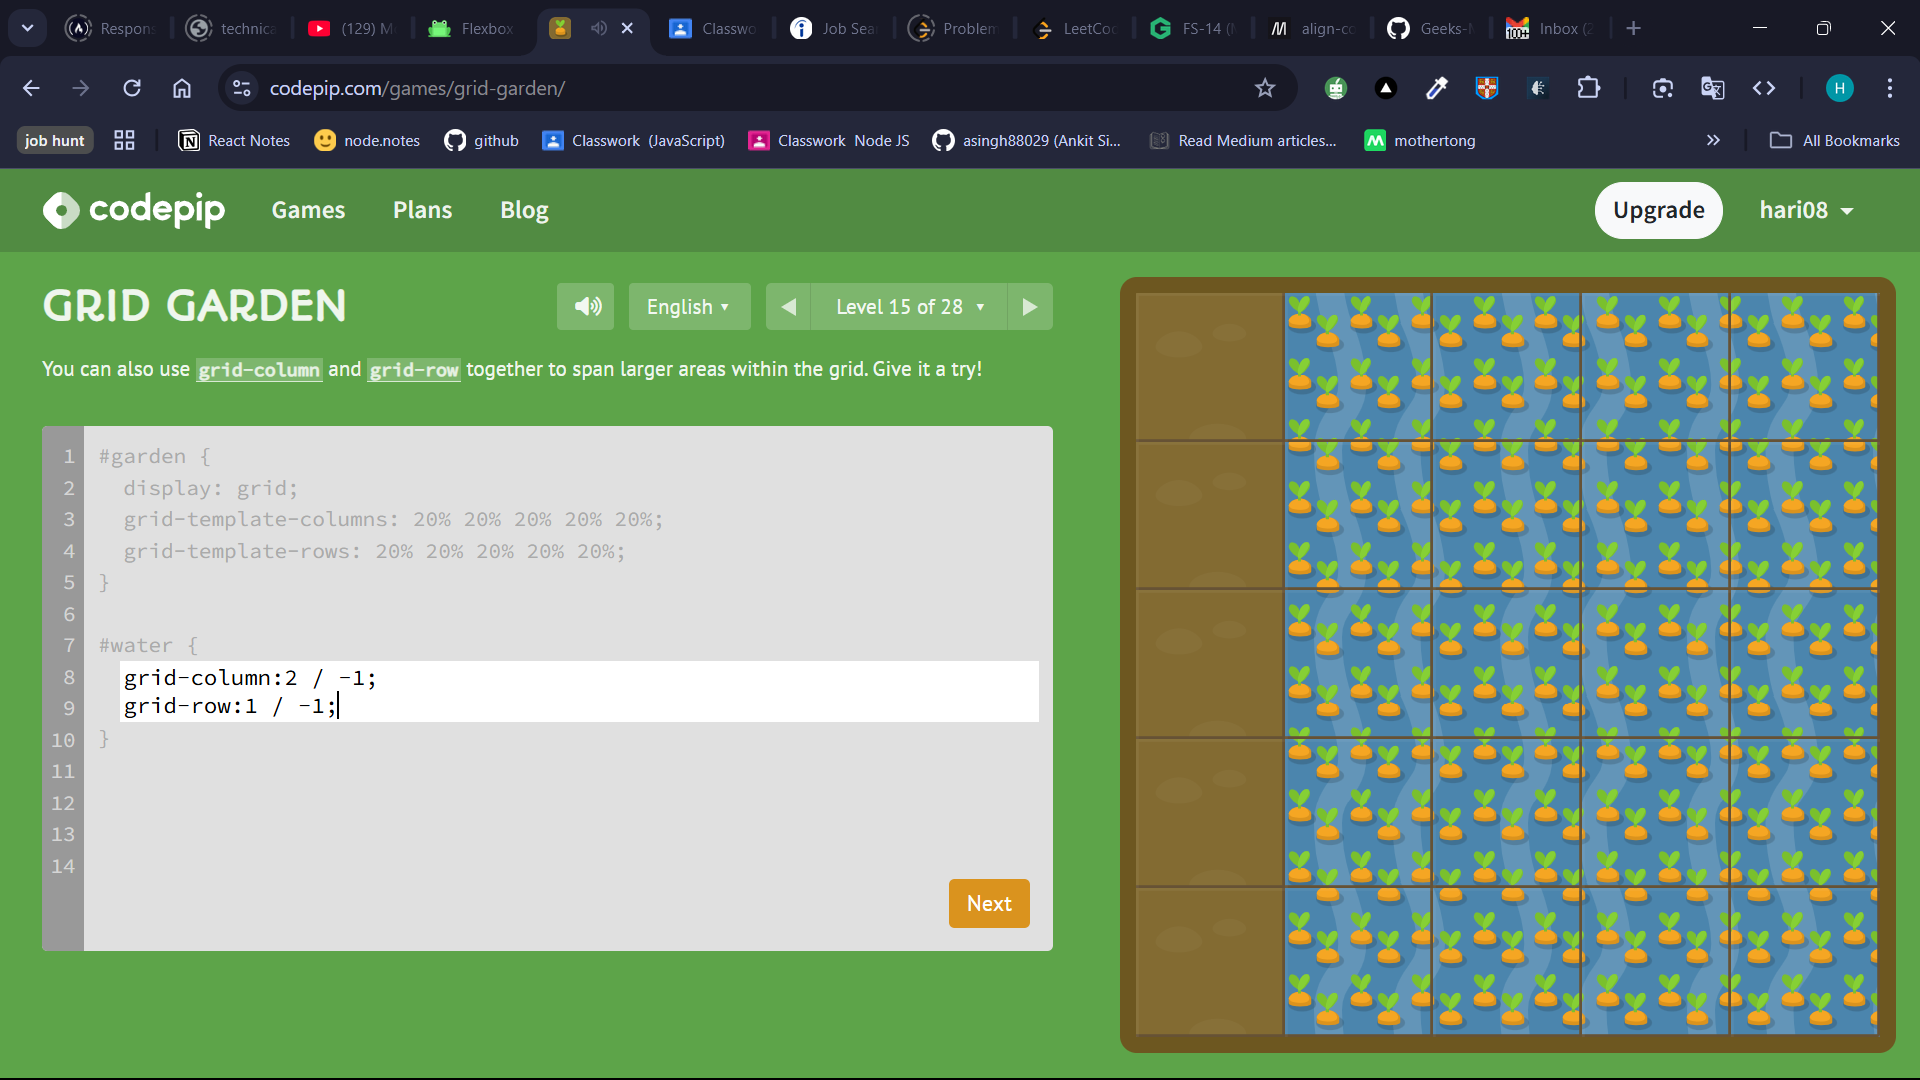 Respons
technica
(129) M
Flexbox
Classwo
Job Sea
Problem
LeetCoc
FS-14 (
align-cc
Geeks-
100+
Inbox (2
codepip.com/games/grid-garden/
H
job hunt
React Notes
node.notes
github
Classwork (JavaScript)
Classwork Node JS
asingh88029 (Ankit Si...
Read Medium articles...
mothertong
All Bookmarks
codepip
Games
Plans
Blog
Upgrade
hari08
GRID GARDEN
English
Level 15 of 28
You can also use grid-column and grid-row together to span larger areas within the grid. Give it a try!
1 #garden {
2 display: grid;
3 grid-template-columns: 20% 20% 20% 20% 20%;
4 grid-template-rows: 20% 20% 20% 20% 20%;
5 }
6
7 #water {
8 grid-column:2 / -1;
9 grid-row:1 / -1;
10 }
11
12
13
14
Next